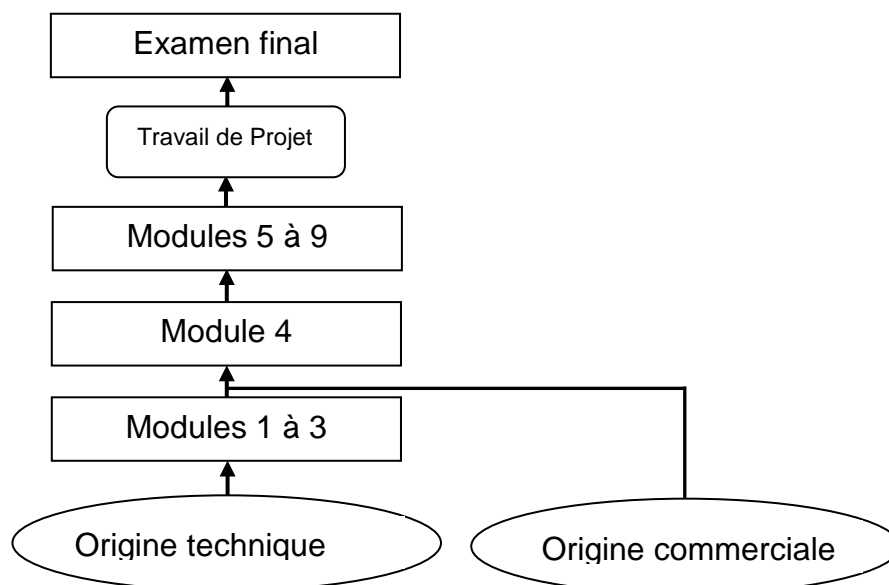 Examen final
Travail de Projet
Modules 5 à 9
Module 4
Modules 1 à 3
Origine technique
Origine commerciale